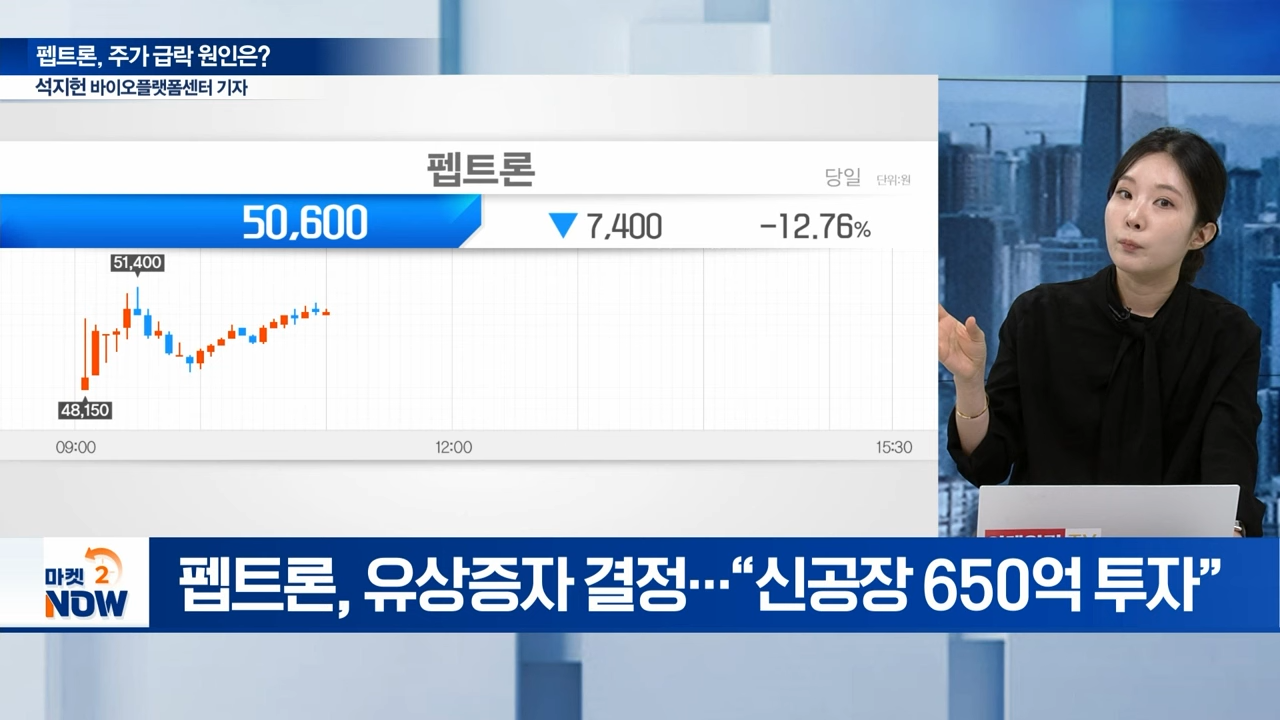 펩트론, 주가 급락 원인은?
석지헌 바이오플랫폼센터 기자
펩트론
당일 단위:원
50,600 ▼ 7,400 -12.76%
51,400
48,150
09:00 12:00 15:30
마켓 2
NOW
펩트론, 유상증자 결정…“신공장 650억 투자”